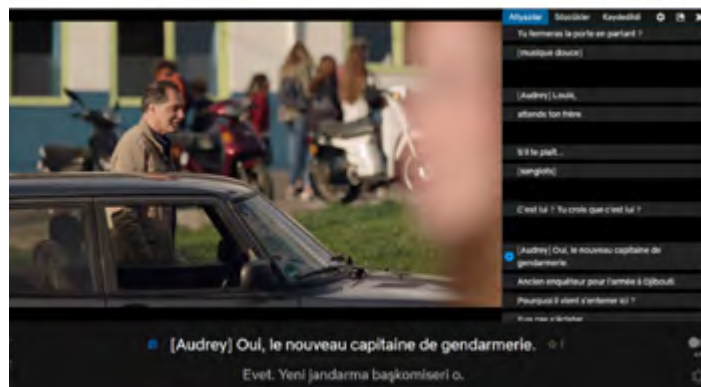 Altyazılar Sözcükler Kaydedildi
Tu fermeras la porte en partant ?
[musique douce]
[Audrey] Louis,
attends ton frère.
S'il te plaît...
[sanglots]
C'est lui ? Tu crois que c'est lui ?
[Audrey] Oui, le nouveau capitaine de
gendarmerie.
Ancien enquêteur pour l'armée à Djibouti.
Pourquoi il vient s'enterrer ici ?
[Audrey] Oui, le nouveau capitaine de gendarmerie.
Evet. Yeni jandarma başkomiseri o.